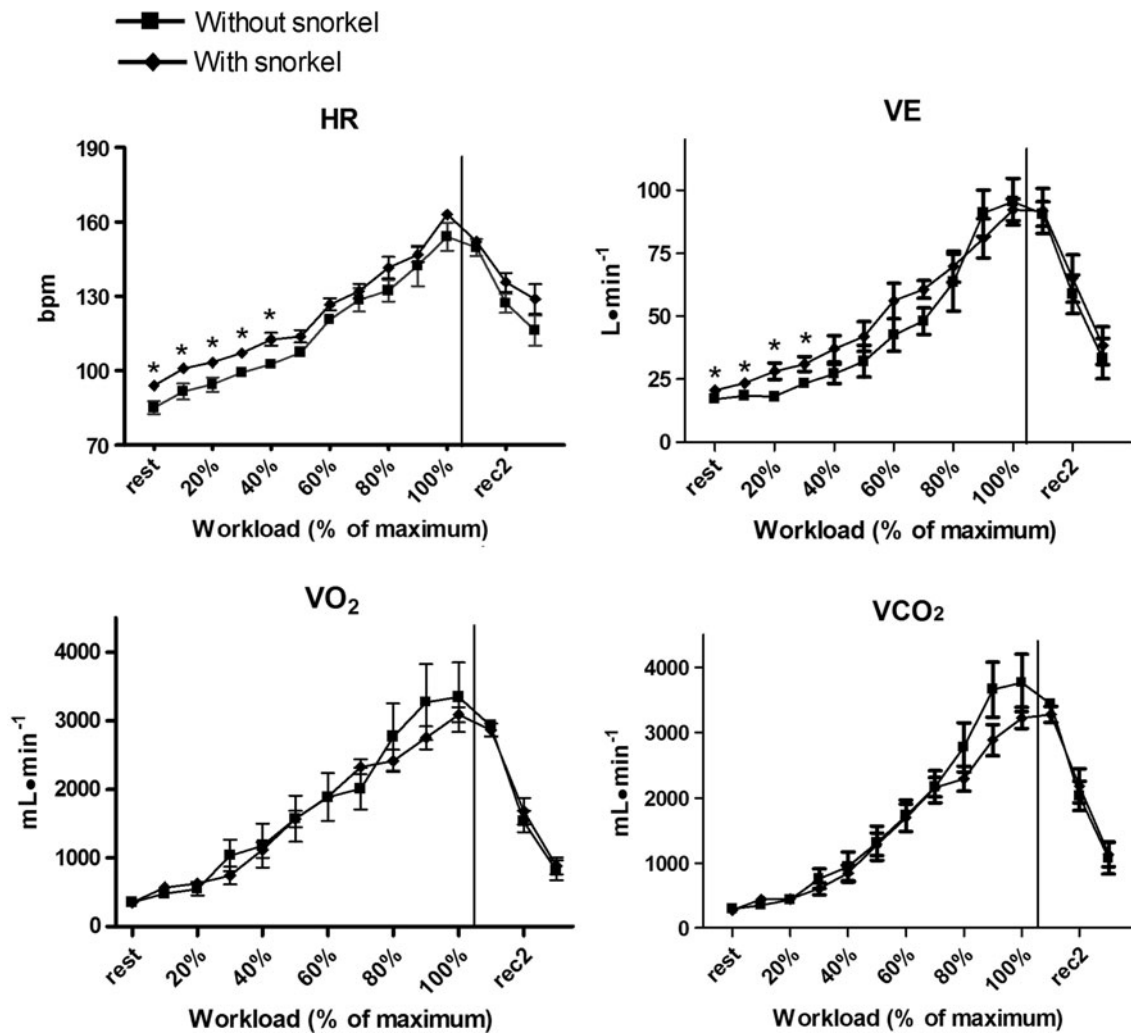 Without snorkel
With snorkel
HR
190
160
130
100
70
bpm
* * * * *
rest 20% 40% 60% 80% 100% rec2
Workload (% of maximum)
VE
100
75
50
25
0
L•min⁻¹
* * * *
rest 20% 40% 60% 80% 100% rec2
Workload (% of maximum)
VO₂
4000
3000
2000
1000
0
mL•min⁻¹
rest 20% 40% 60% 80% 100% rec2
Workload (% of maximum)
VCO₂
4000
3000
2000
1000
0
mL•min⁻¹
rest 20% 40% 60% 80% 100% rec2
Workload (% of maximum)